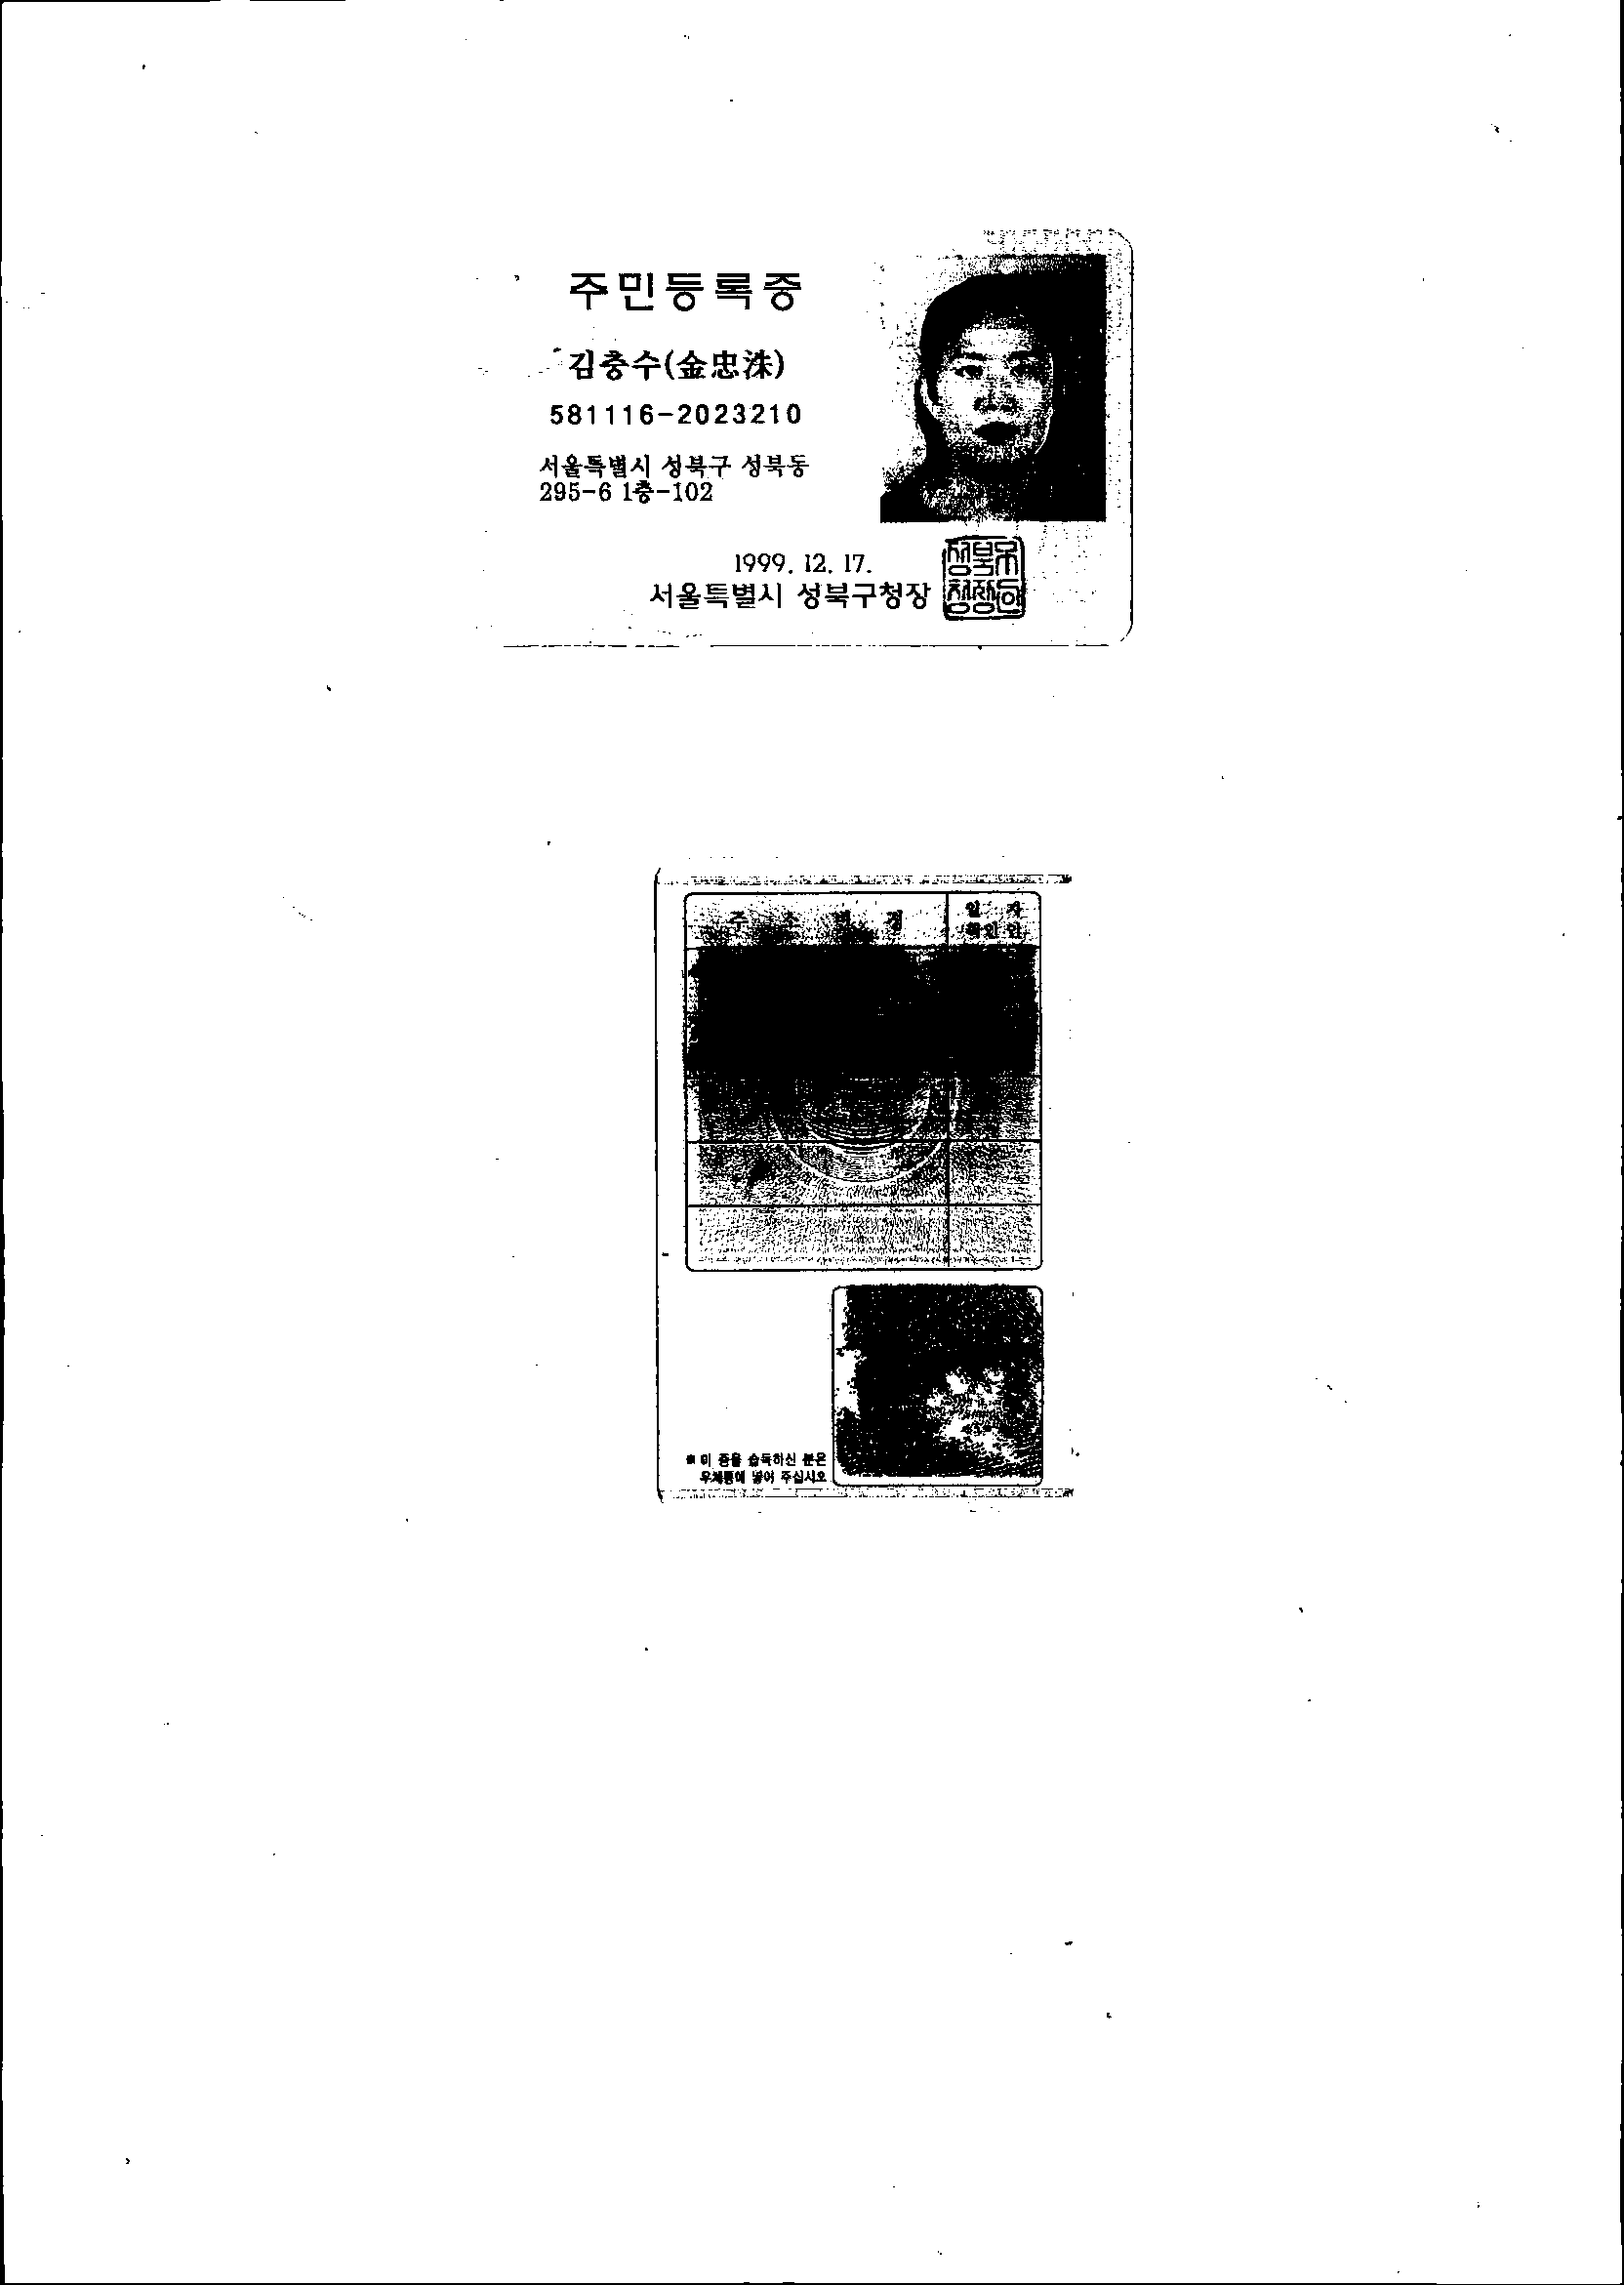 주민등록증
김충수(金忠洙)
581116-2023210
서울특별시 성북구 성북동
295-6 1층-102
1999. 12. 17.
서울특별시 성북구청장
주 소 변 경
일 자
확인 인
※ 이 증을 습득하신 분은
우체통에 넣어 주십시오